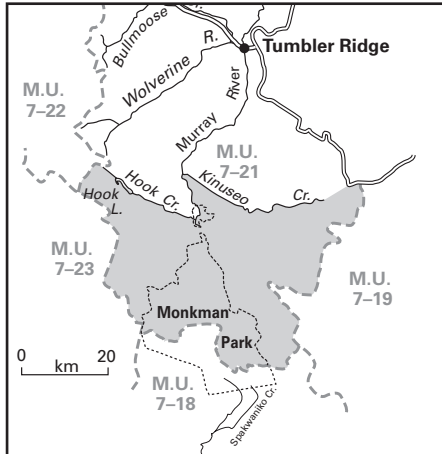 Bullmoose
Cr.
R.
Tumbler Ridge
Wolverine
M.U.
7–22
River
Murray
M.U.
7–21
Kinuseo
Cr.
Hook Cr.
Hook
L.
M.U.
7–23
M.U.
7–19
Monkman
Park
0 20
km
M.U.
7–18
Spakwaniko Cr.